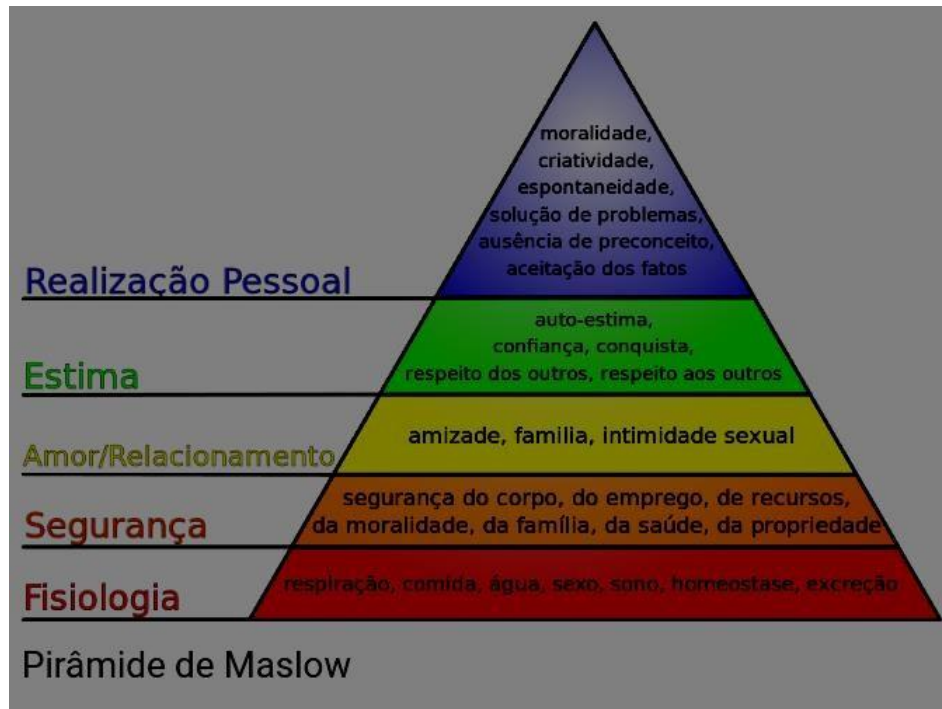 moralidade,
criatividade,
espontaneidade,
solução de problemas,
ausência de preconceito,
aceitação dos fatos
Realização Pessoal
auto-estima,
confiança, conquista,
respeito dos outros, respeito aos outros
Estima
amizade, familia, intimidade sexual
Amor/Relacionamento
segurança do corpo, do emprego, de recursos,
da moralidade, da família, da saúde, da propriedade
Segurança
respiração, comida, água, sexo, sono, homeostase, excreção
Fisiologia
Pirâmide de Maslow